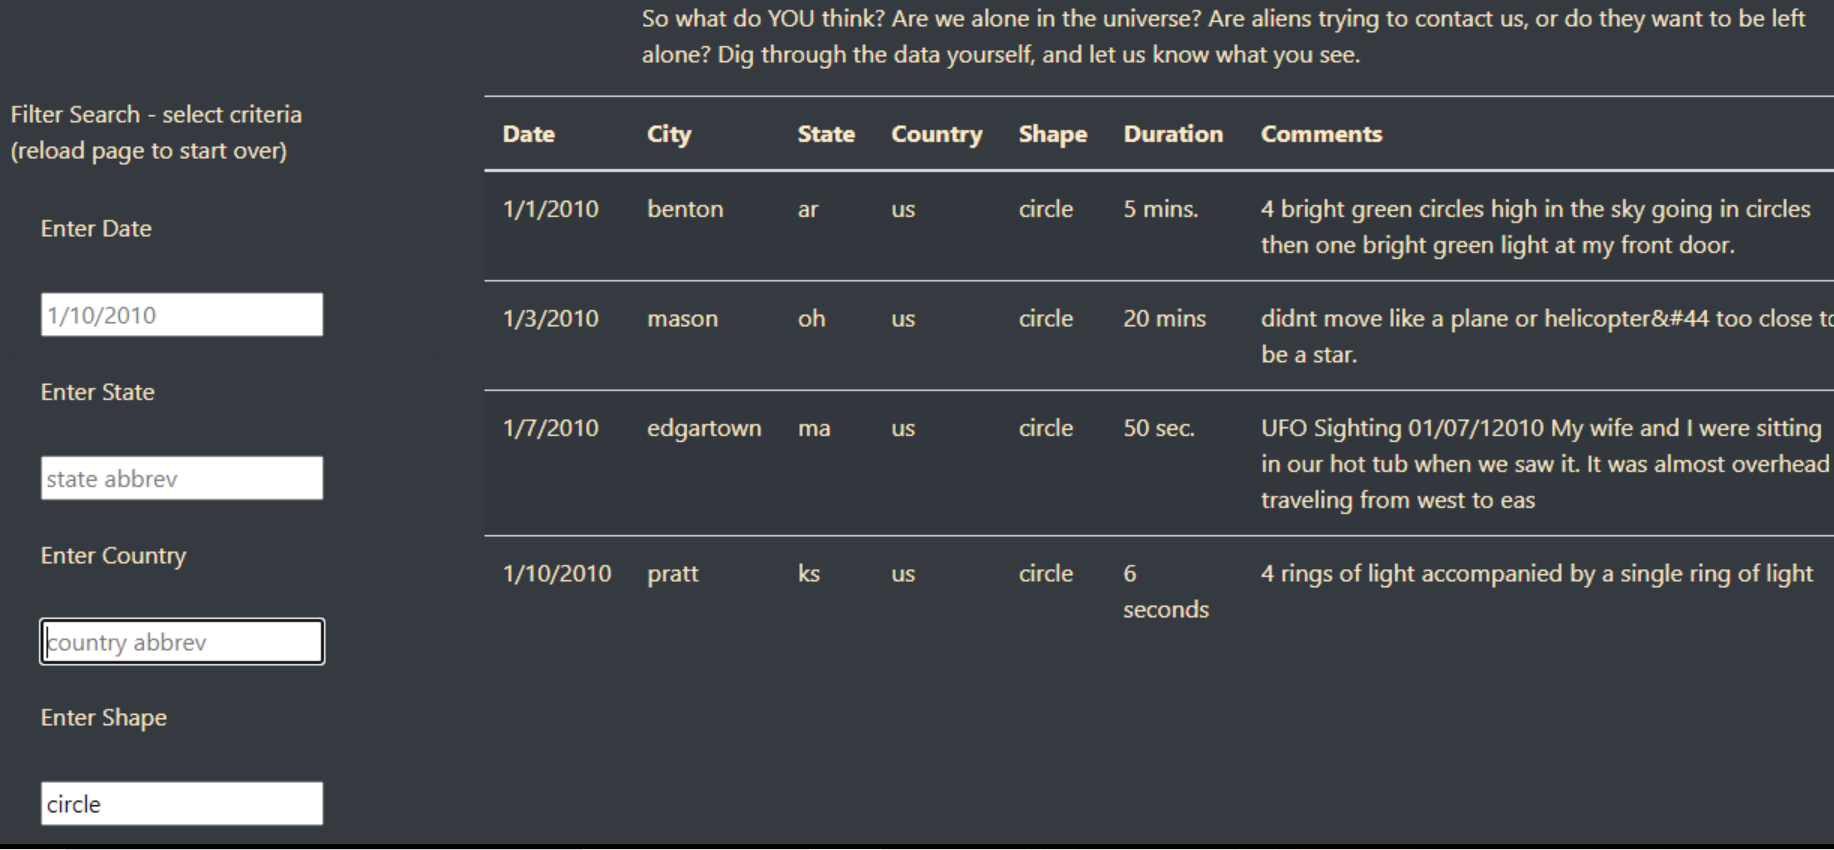 So what do YOU think? Are we alone in the universe? Are aliens trying to contact us, or do they want to be left
alone? Dig through the data yourself, and let us know what you see.
Filter Search - select criteria
(reload page to start over)
Enter Date
1/10/2010
Enter State
state abbrev
Enter Country
country abbrev
Enter Shape
circle
Date City State Country Shape Duration Comments
1/1/2010 benton ar us circle 5 mins. 4 bright green circles high in the sky going in circles
then one bright green light at my front door.
1/3/2010 mason oh us circle 20 mins didnt move like a plane or helicopter&#44 too close to
be a star.
1/7/2010 edgartown ma us circle 50 sec. UFO Sighting 01/07/12010 My wife and I were sitting
in our hot tub when we saw it. It was almost overhead
traveling from west to eas
1/10/2010 pratt ks us circle 6 4 rings of light accompanied by a single ring of light
seconds